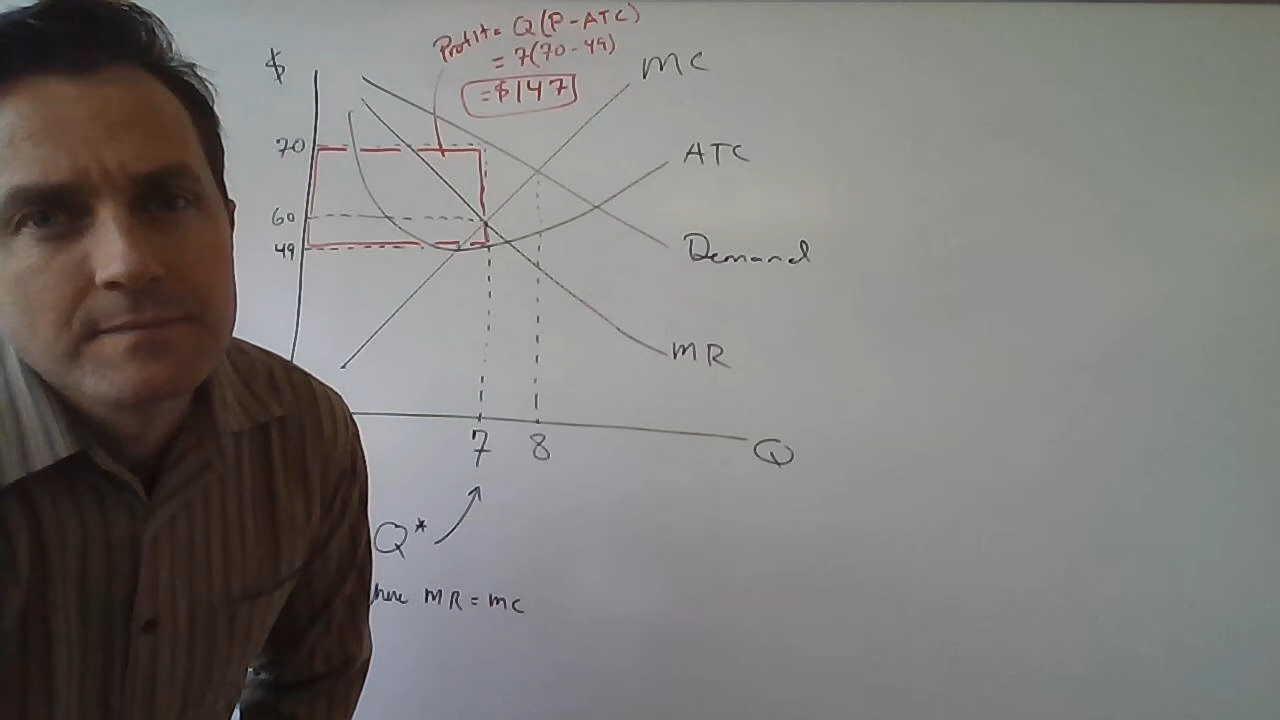 Profit = Q(P-ATC)
= 7(70-49)
= $147
$
MC
70
ATC
60
49
Demand
MR
7
8
Q
Q*
MR = MC